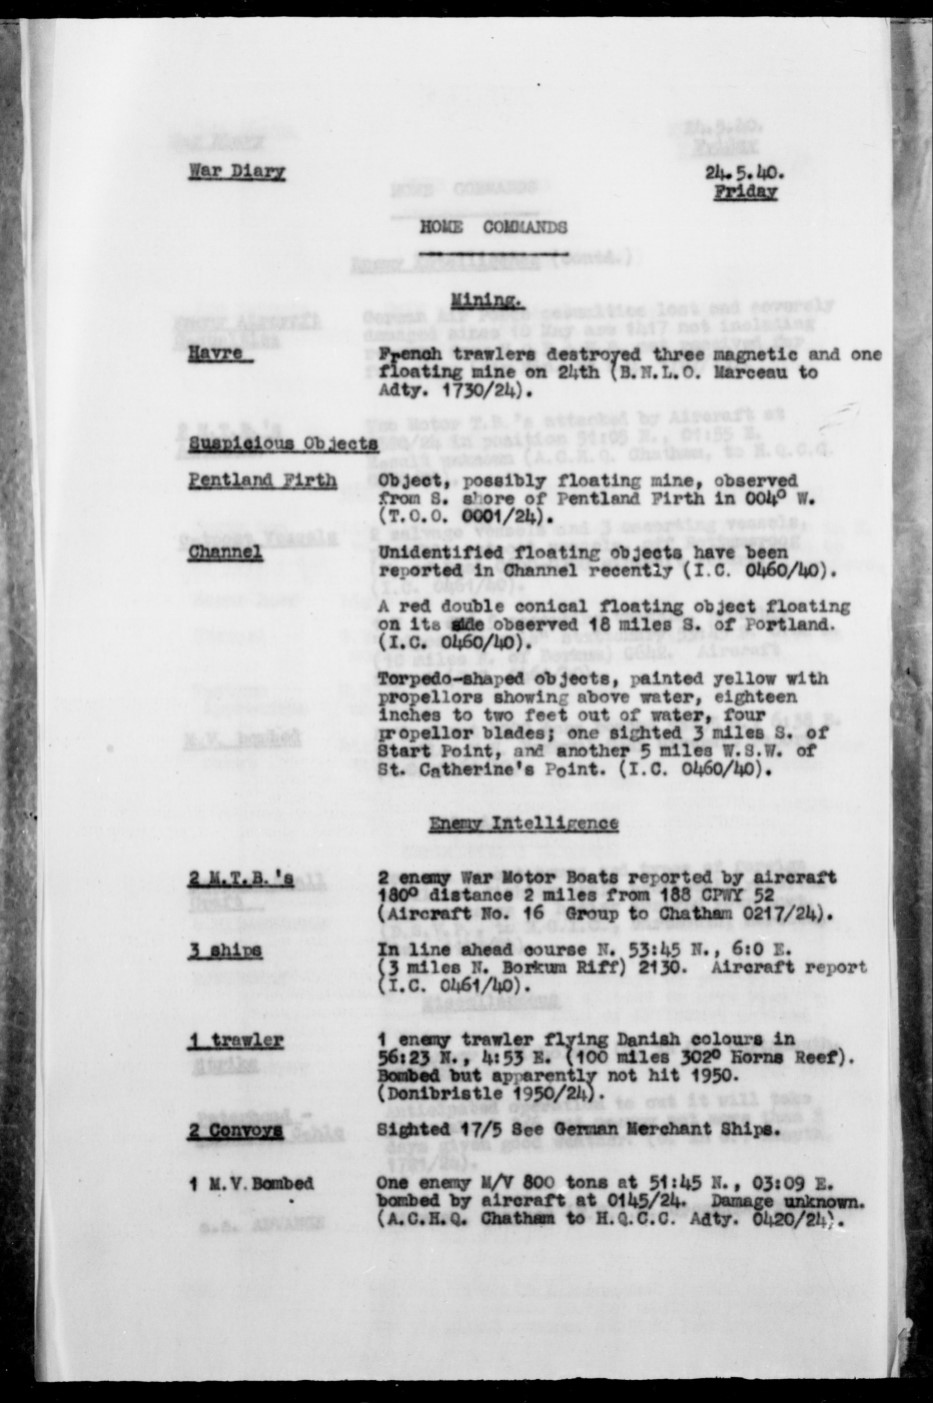 War Diary 24.5.40.
Friday
HOME COMMANDS
Mining.
Havre French trawlers destroyed three magnetic and one
floating mine on 24th (B.N.L.O. Marceau to
Adty. 1730/24).
Suspicious Objects
Pentland Firth Object, possibly floating mine, observed
from S. shore of Pentland Firth in 004° W.
(T.O.O. 0001/24).
Channel Unidentified floating objects have been
reported in Channel recently (I.C. 0460/40).
A red double conical floating object floating
on its side observed 18 miles S. of Portland.
(I.C. 0460/40).
Torpedo-shaped objects, painted yellow with
propellors showing above water, eighteen
inches to two feet out of water, four
propellor blades; one sighted 3 miles S. of
Start Point, and another 5 miles W.S.W. of
St. Catherine's Point. (I.C. 0460/40).
Enemy Intelligence
2 M.T.B.'s 2 enemy War Motor Boats reported by aircraft
180° distance 2 miles from 188 CPWY 52
(Aircraft No. 16 Group to Chatham 0217/24).
3 ships In line ahead course N. 53:45 N., 6:0 E.
(3 miles N. Borkum Riff) 2130. Aircraft report
(I.C. 0461/40).
1 trawler 1 enemy trawler flying Danish colours in
56:23 N., 4:53 E. (100 miles 302° Horns Reef).
Bombed but apparently not hit 1950.
(Donibristle 1950/24).
2 Convoys Sighted 17/5 See German Merchant Ships.
1 M.V. Bombed One enemy M/V 800 tons at 51:45 N., 03:09 E.
bombed by aircraft at 0145/24. Damage unknown.
(A.C.H.Q. Chatham to H.Q.C.C. Adty. 0420/24).